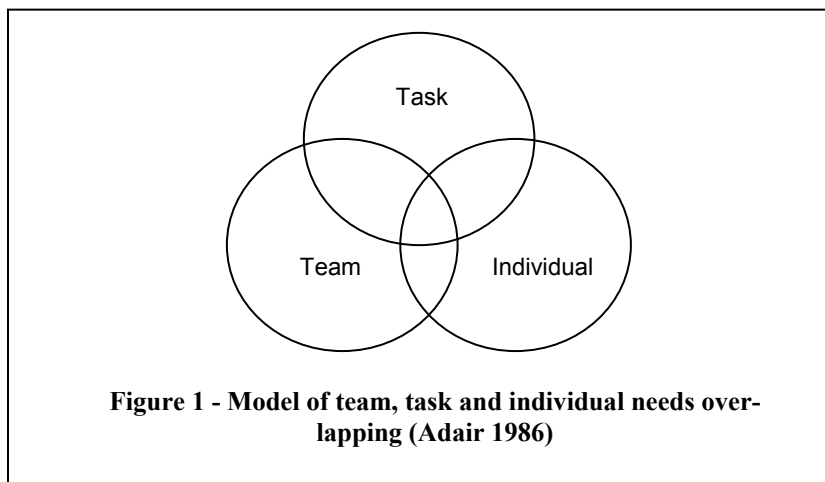 Task
Team
Individual
Figure 1 - Model of team, task and individual needs over-
lapping (Adair 1986)